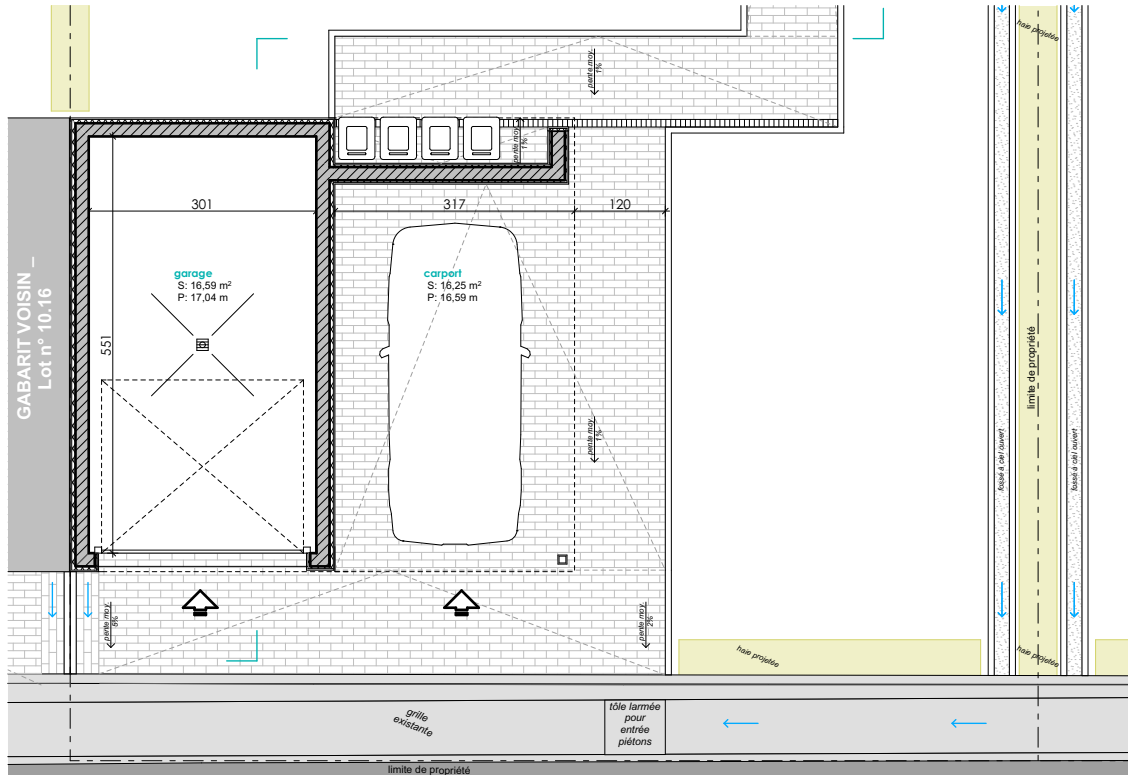 haie projetée
pente moy.
1%
pente moy.
1%
301
317
120
GABARIT VOISIN _
Lot n° 10.16
garage
S: 16,59 m²
P: 17,04 m
carport
S: 16,25 m²
P: 16,59 m
551
limite de propriété
pente moy.
1%
fossé à ciel ouvert
fossé à ciel ouvert
pente moy.
5%
pente moy.
2%
haie projetée
haie projetée
grille
existante
tôle larmée
pour
entrée
piétons
limite de propriété